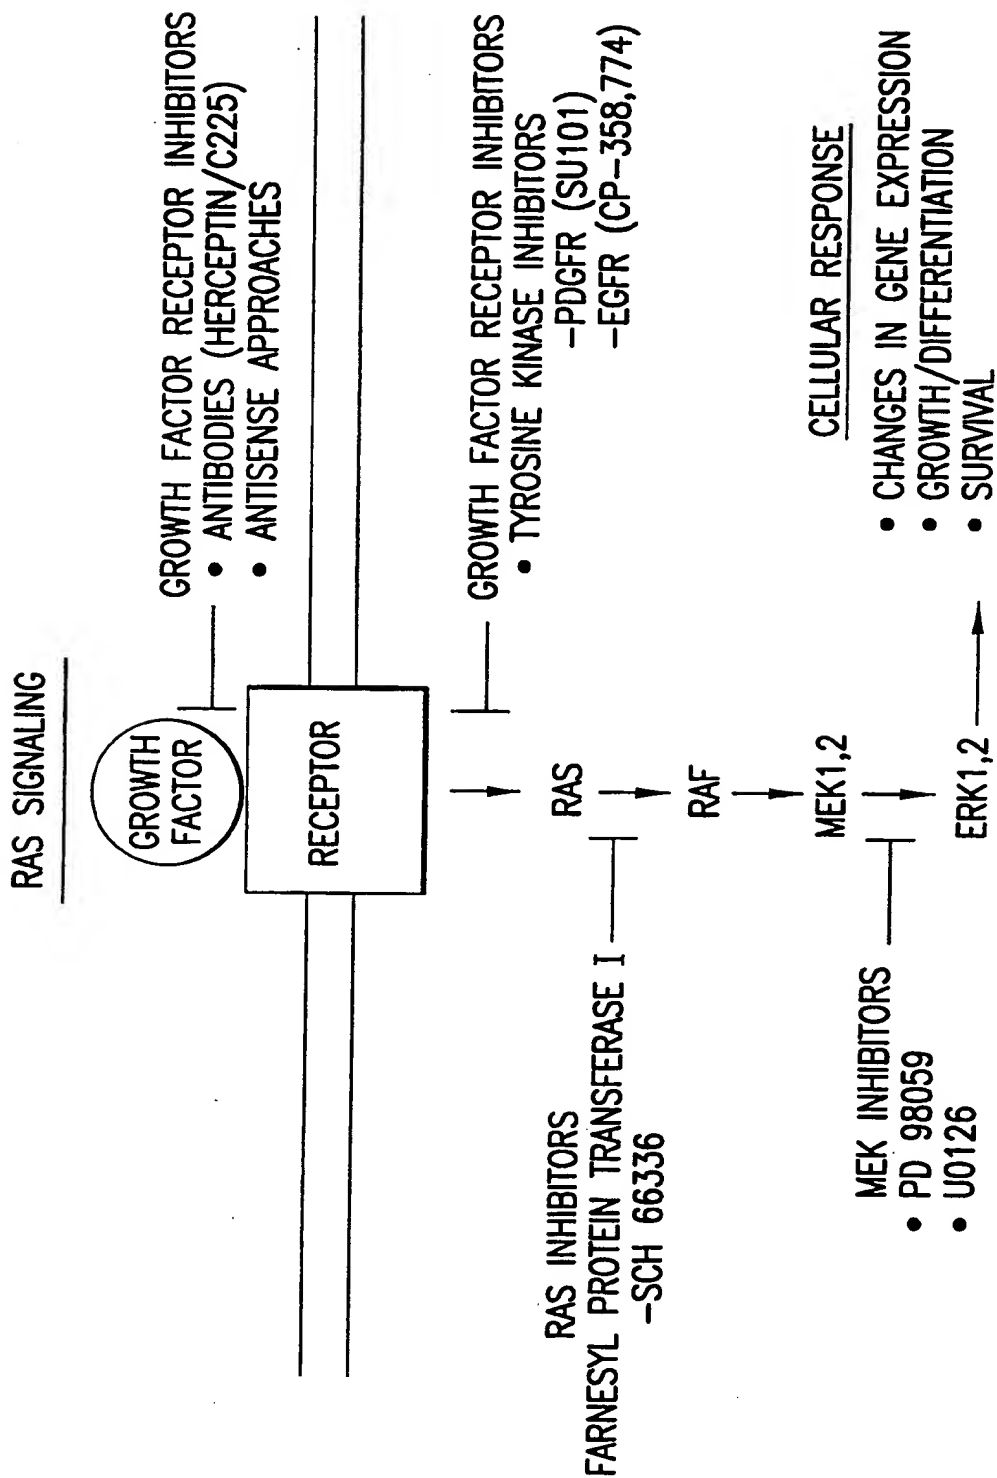 RAS SIGNALING
GROWTH
FACTOR
RECEPTOR
GROWTH FACTOR RECEPTOR INHIBITORS
• ANTIBODIES (HERCEPTIN/C225)
• ANTISENSE APPROACHES
GROWTH FACTOR RECEPTOR INHIBITORS
• TYROSINE KINASE INHIBITORS
-PDGFR (SU101)
-EGFR (CP-358,774)
RAS
RAS INHIBITORS
FARNESYL PROTEIN TRANSFERASE I
-SCH 66336
RAF
MEK1,2
MEK INHIBITORS
• PD 98059
• U0126
ERK1,2
CELLULAR RESPONSE
• CHANGES IN GENE EXPRESSION
• GROWTH/DIFFERENTIATION
• SURVIVAL